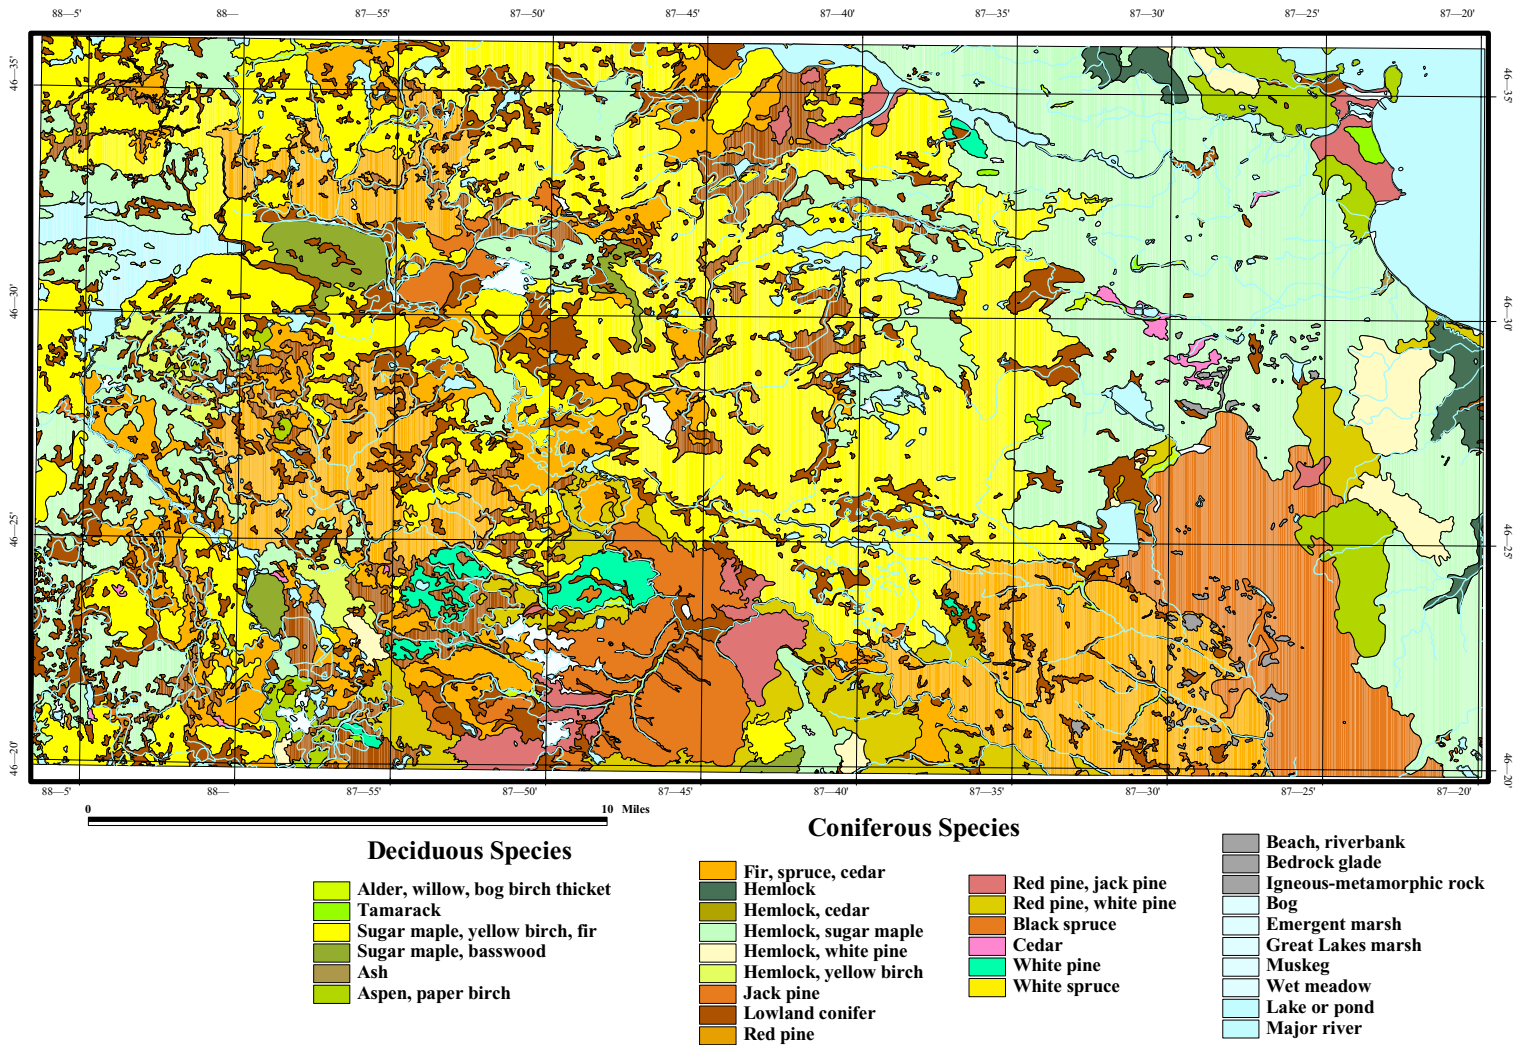 88—5' 88— 87—55' 87—50' 87—45' 87—40' 87—35' 87—30' 87—25' 87—20'
46—35' 46—35'
46—30' 46—30'
46—25' 46—25'
46—20' 46—20'
88—5' 88— 87—55' 87—50' 87—45' 87—40' 87—35' 87—30' 87—25' 87—20'
0 10 Miles
Deciduous Species
Alder, willow, bog birch thicket
Tamarack
Sugar maple, yellow birch, fir
Sugar maple, basswood
Ash
Aspen, paper birch
Coniferous Species
Fir, spruce, cedar
Hemlock
Hemlock, cedar
Hemlock, sugar maple
Hemlock, white pine
Hemlock, yellow birch
Jack pine
Lowland conifer
Red pine
Red pine, jack pine
Red pine, white pine
Black spruce
Cedar
White pine
White spruce
Beach, riverbank
Bedrock glade
Igneous-metamorphic rock
Bog
Emergent marsh
Great Lakes marsh
Muskeg
Wet meadow
Lake or pond
Major river